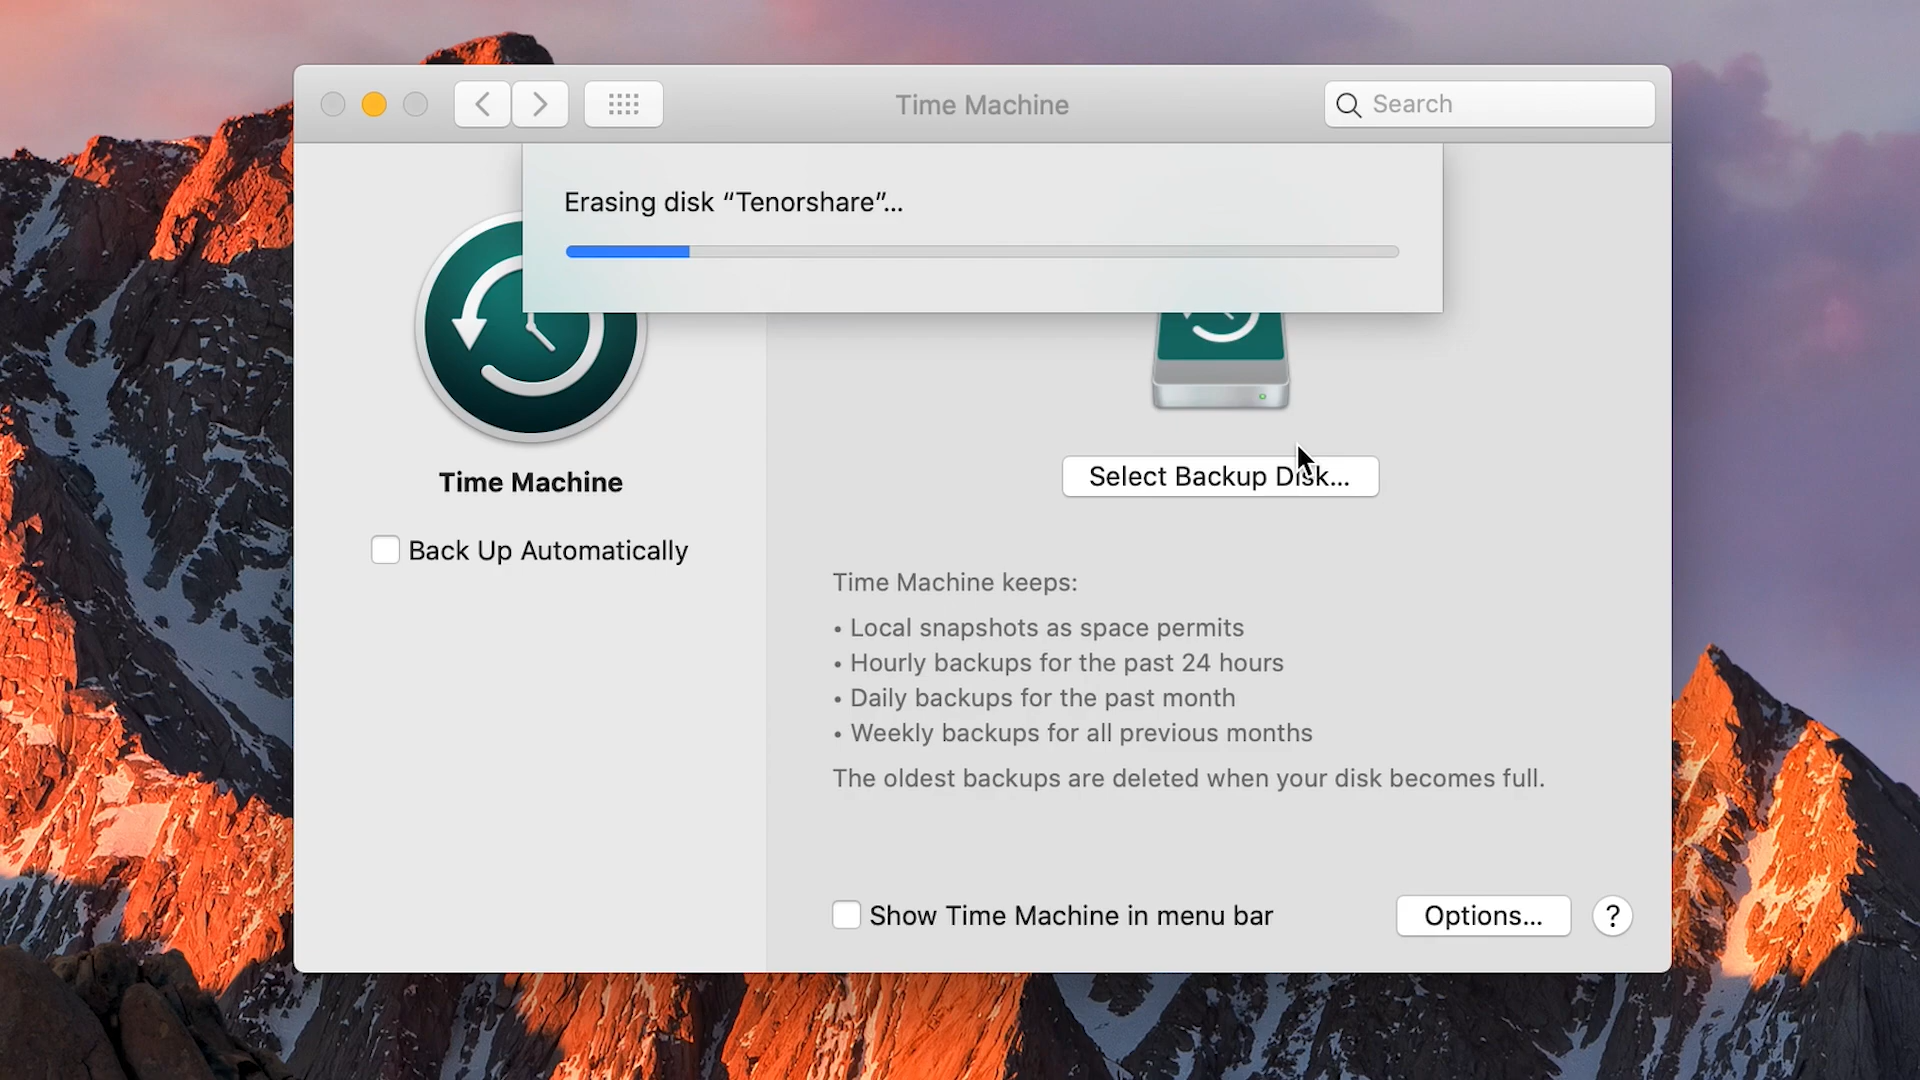 Time Machine
Search
Erasing disk “Tenorshare”...
Time Machine
Back Up Automatically
Select Backup Disk...
Time Machine keeps:
• Local snapshots as space permits
• Hourly backups for the past 24 hours
• Daily backups for the past month
• Weekly backups for all previous months
The oldest backups are deleted when your disk becomes full.
Show Time Machine in menu bar
Options...
?